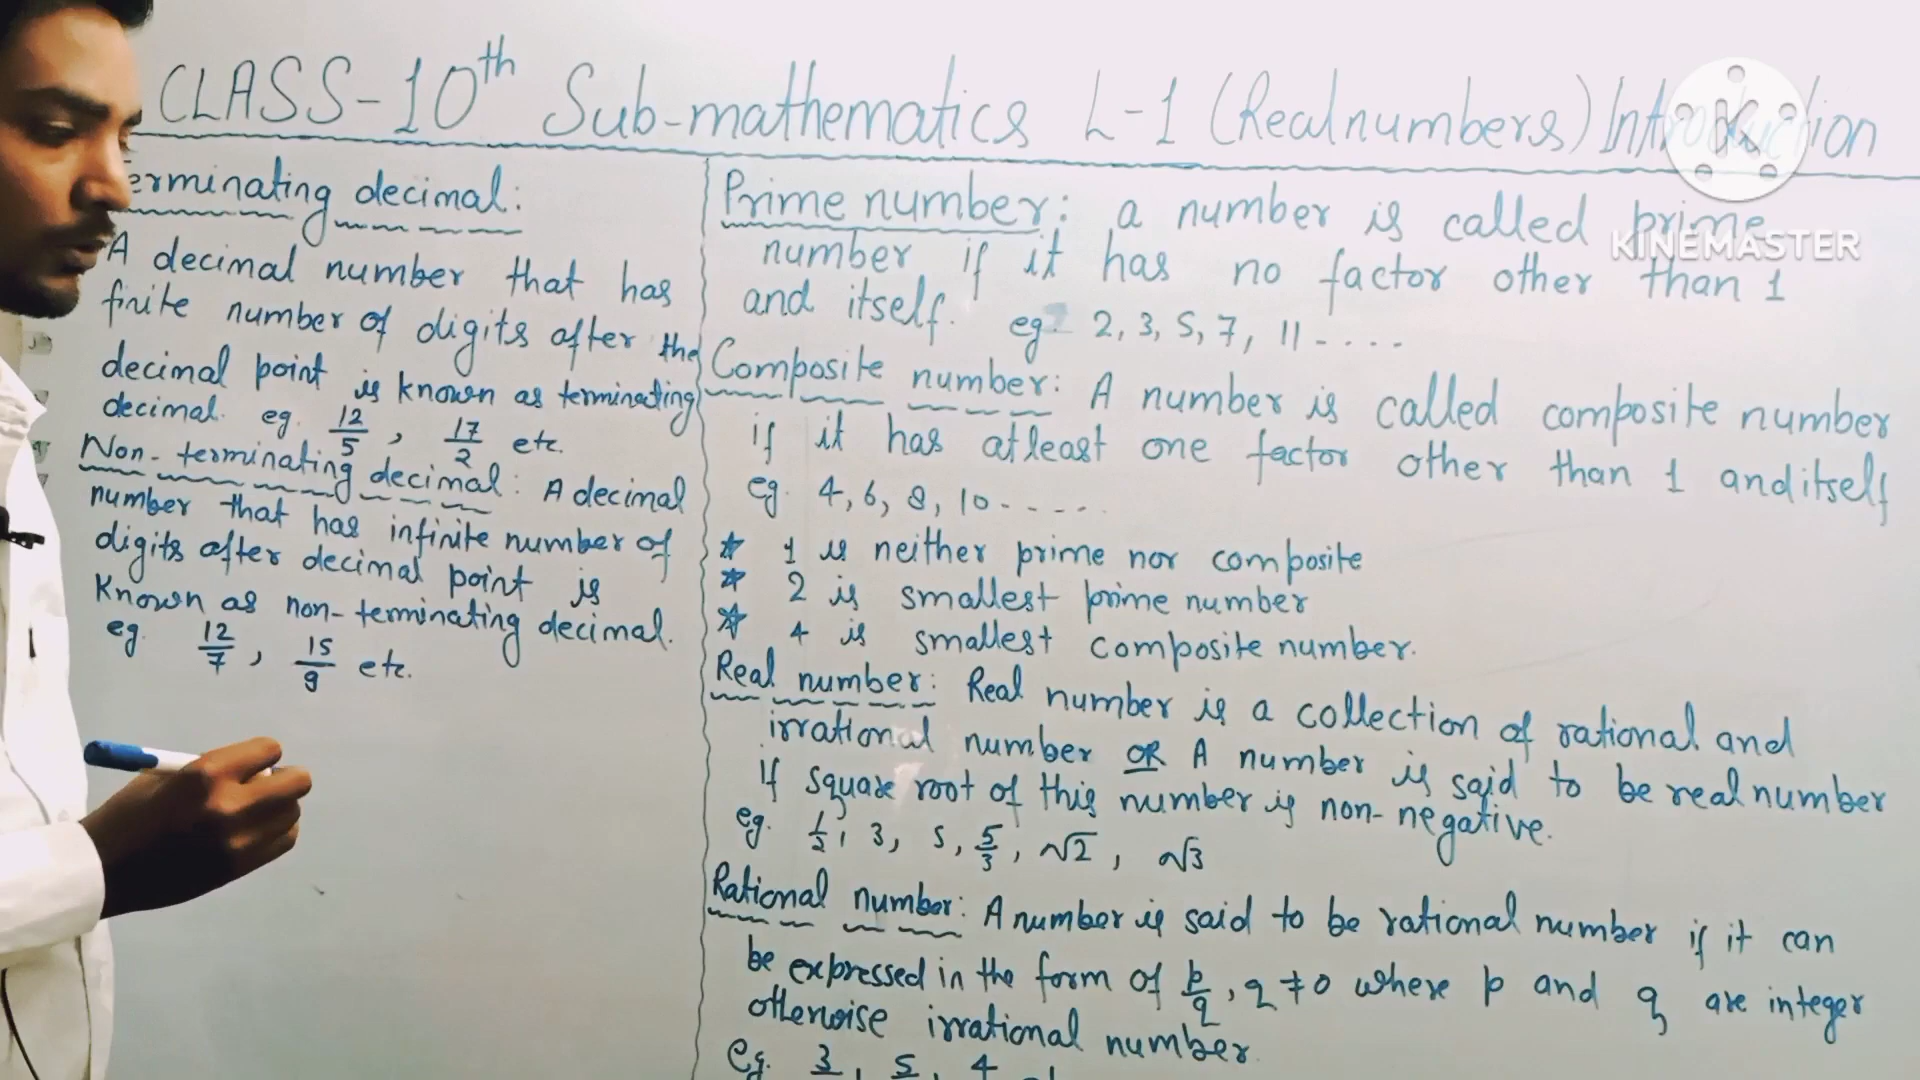 CLASS-10th Sub-mathematics L-1 (Real numbers) Introduction
KINEMASTER
erminating decimal:
A decimal number that has
finite number of digits after the
decimal point is known as terminating
decimal. eg. 12/5, 17/2 etc.
Non-terminating decimal: A decimal
number that has infinite number of
digits after decimal point is
known as non-terminating decimal.
eg 12/7, 15/9 etc.
Prime number: a number is called prime
number if it has no factor other than 1
and itself. eg. 2, 3, 5, 7, 11 - - - -
Composite number: A number is called composite number
if it has atleast one factor other than 1 and itself
eg. 4, 6, 8, 10 - - - - -
★ 1 is neither prime nor composite
★ 2 is smallest prime number
★ 4 is smallest composite number.
Real number: Real number is a collection of rational and
irrational number OR A number is said to be real number
if square root of this number is non-negative.
eg. 1/2, 3, 5, 5/3, √2, √3
Rational number: A number is said to be rational number if it can
be expressed in the form of p/q, q≠0 where p and q are integer
otherwise irrational number.
eg. 3, 5, 4